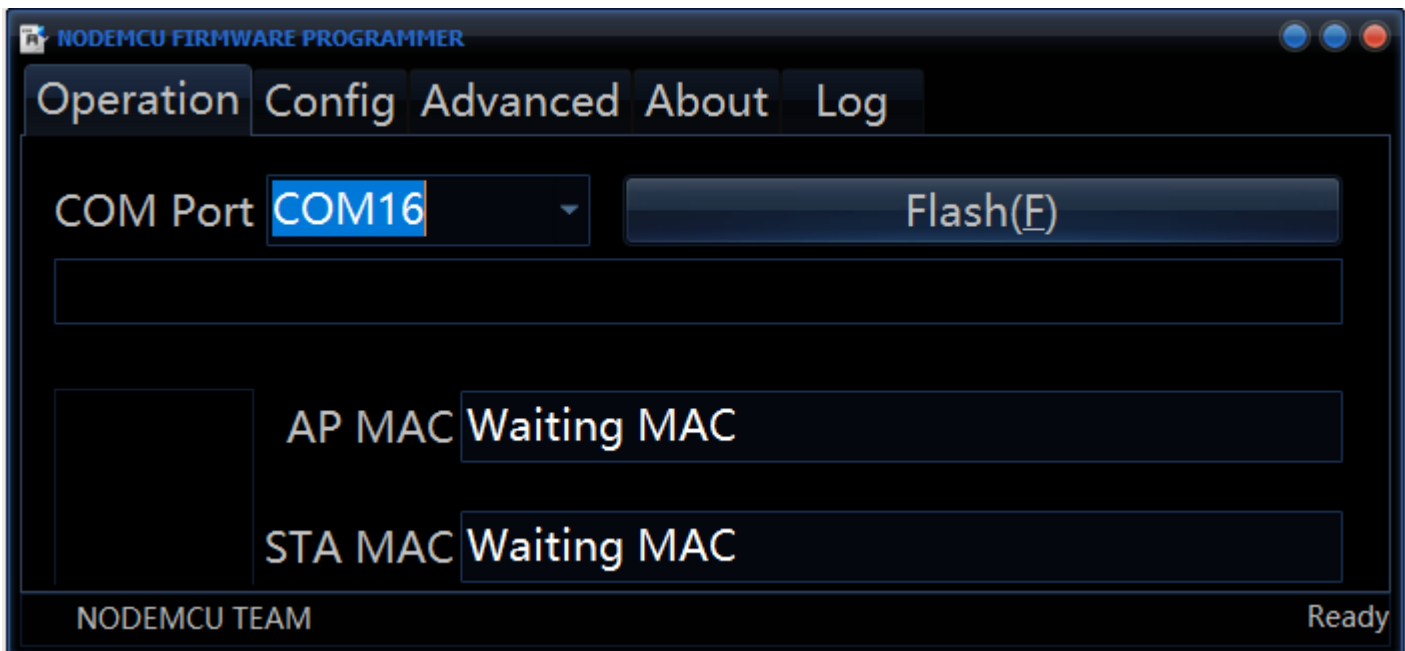 NODEMCU FIRMWARE PROGRAMMER
Operation Config Advanced About Log
COM Port COM16 Flash(F)
AP MAC Waiting MAC
STA MAC Waiting MAC
NODEMCU TEAM Ready